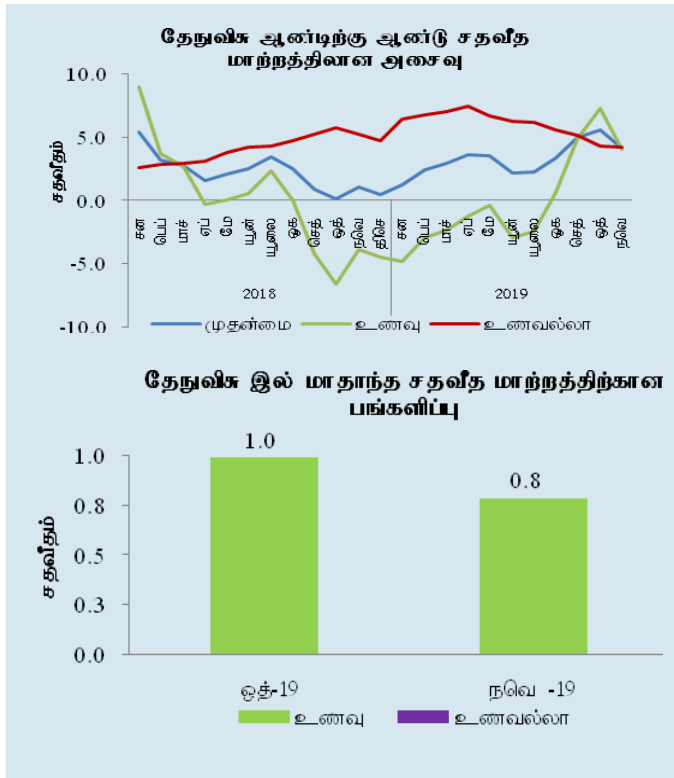 தேநுவிசு ஆண்டிற்கு ஆண்டு சதவீத
மாற்றத்திலான அசைவு
சதவீதம்
10.0
5.0
0.0
-5.0
-10.0
சன
பெப்
மாச்
ஏப்
மே
யூன்
யூலை
ஓக
செத்
ஒத்
நவெ
திசெ
சன
பெப்
மாச்
ஏப்
மே
யூன்
யூலை
ஓக
செத்
ஒத்
நவெ
2018
2019
முதன்மை
உணவு
உணவல்லா
தேநுவிசு இல் மாதாந்த சதவீத மாற்றத்திற்கான
பங்களிப்பு
சதவீதம்
1.0
0.8
0.5
0.3
0.0
1.0
0.8
ஒத்-19
நவெ -19
உணவு
உணவல்லா